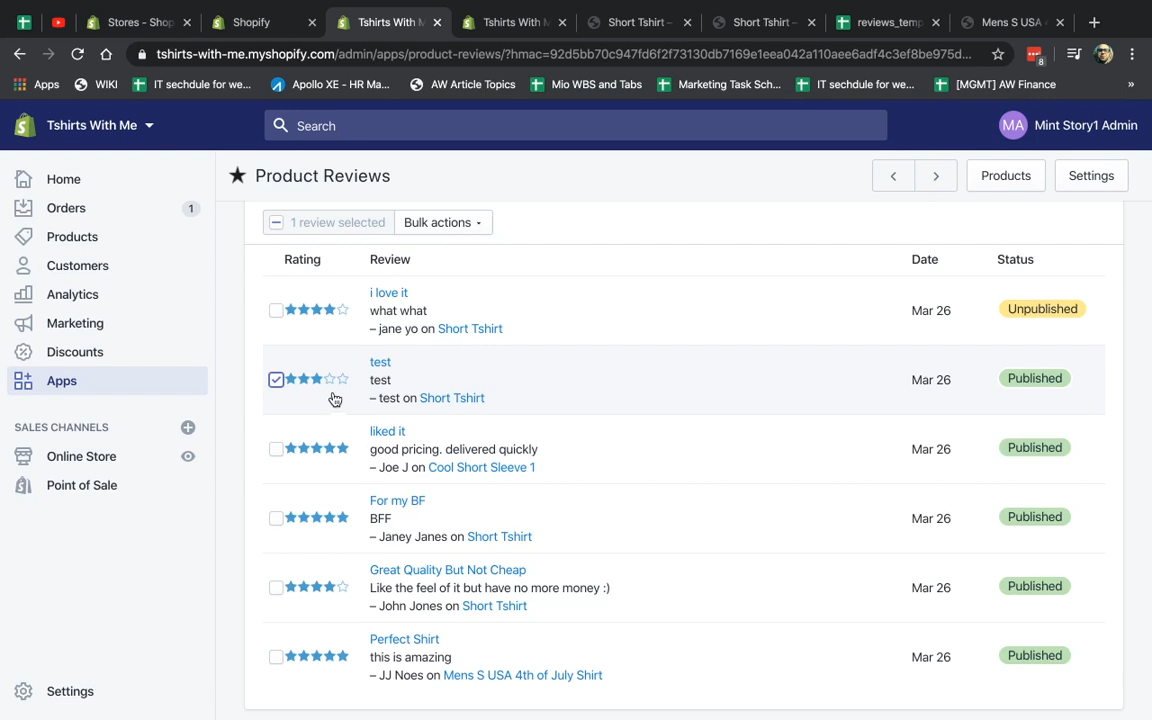 Stores - Shop
Shopify
Tshirts With M
Tshirts With M
Short Tshirt –
Short Tshirt –
reviews_temp
Mens S USA 4
tshirts-with-me.myshopify.com/admin/apps/product-reviews/?hmac=92d5bb70c947fd6f2f73130db7169e1eea042a110aee6adf4c3ef8be975d...
8
Apps
WIKI
IT sechdule for we...
Apollo XE - HR Ma...
AW Article Topics
Mio WBS and Tabs
Marketing Task Sch...
IT sechdule for we...
[MGMT] AW Finance
»
Tshirts With Me
Search
MA
Mint Story1 Admin
Home
Orders
1
Products
Customers
Analytics
Marketing
Discounts
Apps
SALES CHANNELS
Online Store
Point of Sale
Settings
Product Reviews
Products
Settings
1 review selected
Bulk actions
Rating
Review
Date
Status
i love it
what what
– jane yo on Short Tshirt
Mar 26
Unpublished
test
test
– test on Short Tshirt
Mar 26
Published
liked it
good pricing. delivered quickly
– Joe J on Cool Short Sleeve 1
Mar 26
Published
For my BF
BFF
– Janey Janes on Short Tshirt
Mar 26
Published
Great Quality But Not Cheap
Like the feel of it but have no more money :)
– John Jones on Short Tshirt
Mar 26
Published
Perfect Shirt
this is amazing
– JJ Noes on Mens S USA 4th of July Shirt
Mar 26
Published